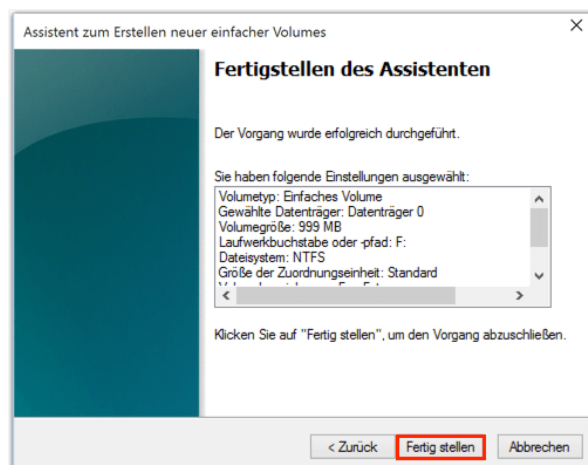 Assistent zum Erstellen neuer einfacher Volumes
Fertigstellen des Assistenten
Der Vorgang wurde erfolgreich durchgeführt.
Sie haben folgende Einstellungen ausgewählt:
Volumetyp: Einfaches Volume
Gewählte Datenträger: Datenträger 0
Volumegröße: 999 MB
Laufwerkbuchstabe oder -pfad: F:
Dateisystem: NTFS
Größe der Zuordnungseinheit: Standard
Klicken Sie auf "Fertig stellen", um den Vorgang abzuschließen.
< Zurück Fertig stellen Abbrechen